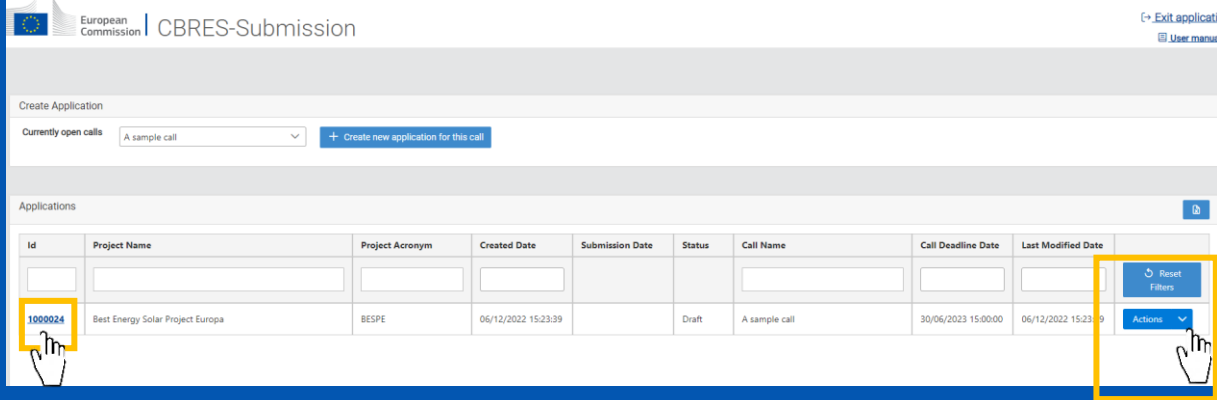 European
Commission
CBRES-Submission
Exit applicati
User manua
Create Application
Currently open calls
A sample call
+ Create new application for this call
Applications
Id Project Name Project Acronym Created Date Submission Date Status Call Name Call Deadline Date Last Modified Date
Reset
Filters
1000024 Best Energy Solar Project Europa BESPE 06/12/2022 15:23:39 Draft A sample call 30/06/2023 15:00:00 06/12/2022 15:23:39 Actions